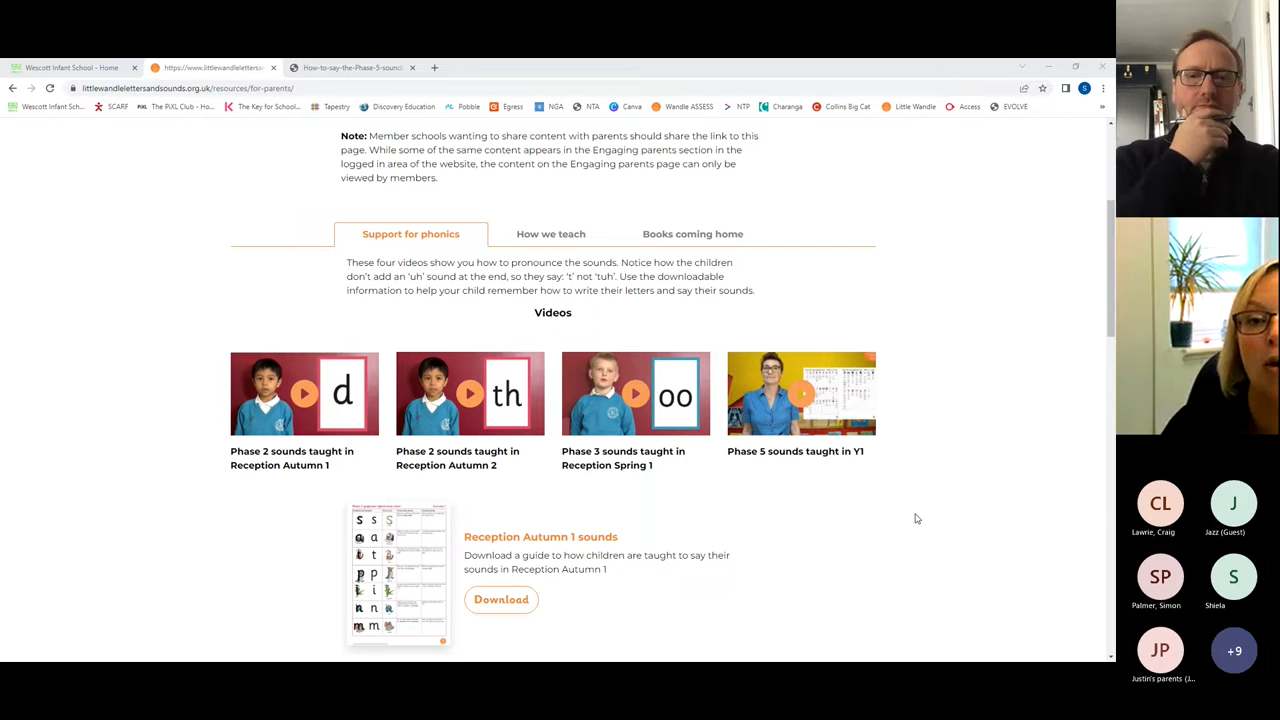 Wescott Infant School - Home
https://www.littlewandlelettersa
How-to-say-the-Phase-5-sounds
littlewandlelettersandsounds.org.uk/resources/for-parents/
S
Wescott Infant Sch...
SCARF
PiXL
The PiXL Club - Ho...
The Key for School...
Tapestry
Discovery Education
Pobble
Egress
NGA
NTA
Canva
Wandle ASSESS
NTP
Charanga
Collins Big Cat
Little Wandle
Access
EVOLVE
»
Note: Member schools wanting to share content with parents should share the link to this
page. While some of the same content appears in the Engaging parents section in the
logged in area of the website, the content on the Engaging parents page can only be
viewed by members.
Support for phonics
How we teach
Books coming home
These four videos show you how to pronounce the sounds. Notice how the children
don't add an 'uh' sound at the end, so they say: 't' not 'tuh'. Use the downloadable
information to help your child remember how to write their letters and say their sounds.
Videos
d
th
oo
Phase 2 sounds taught in
Reception Autumn 1
Phase 2 sounds taught in
Reception Autumn 2
Phase 3 sounds taught in
Reception Spring 1
Phase 5 sounds taught in Y1
s s s
a a
t t
p p
i i
n n
m m
Reception Autumn 1 sounds
Download a guide to how children are taught to say their
sounds in Reception Autumn 1
Download
CL
Lawrie, Craig
J
Jazz (Guest)
SP
Palmer, Simon
S
Shiela
JP
Justin's parents (J...
+9